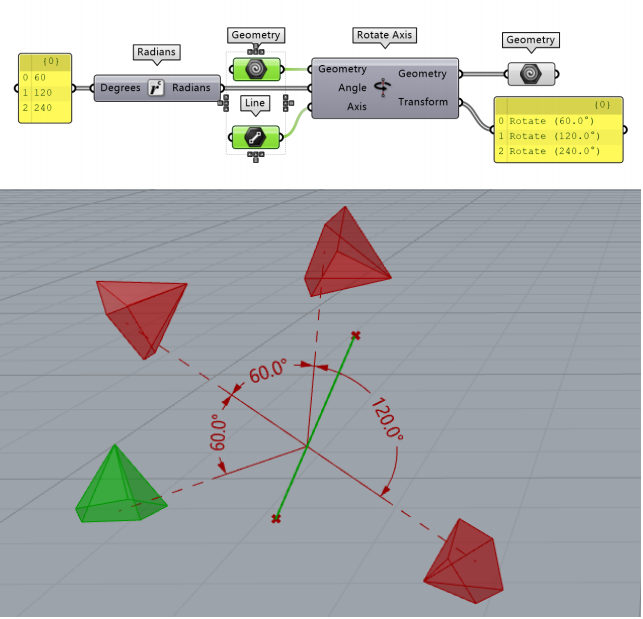 Radians
Geometry
Rotate Axis
Geometry
{0}
0 60
1 120
2 240
Degrees Radians
Line
Geometry
Angle
Axis
Geometry
Transform
{0}
0 Rotate (60.0°)
1 Rotate (120.0°)
2 Rotate (240.0°)
60.0°
120.0°
60.0°